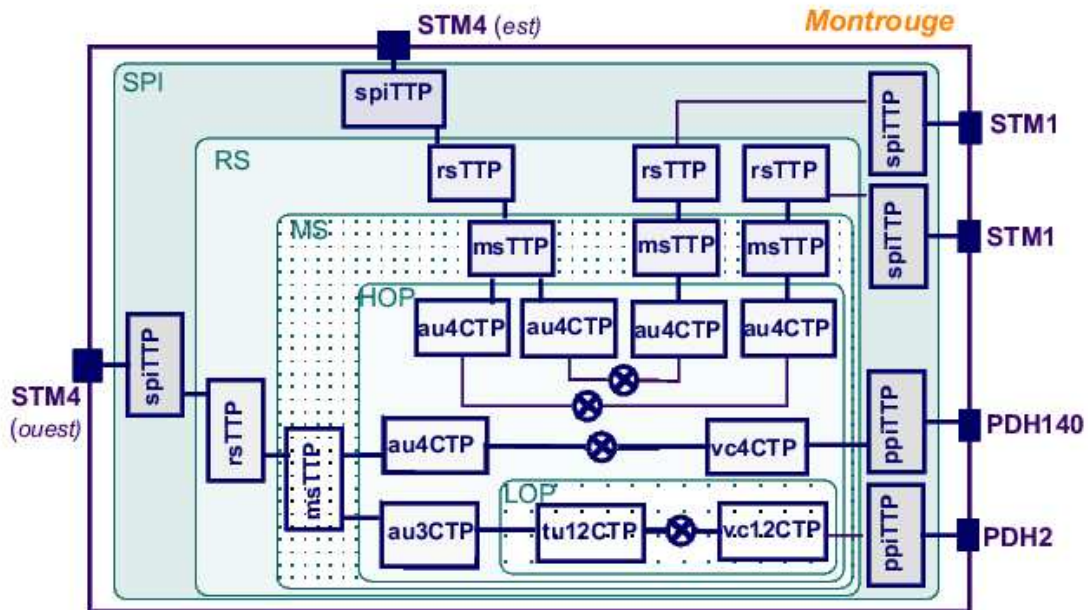 STM4 (est)
Montrouge
SPI
spiTTP
spiTTP
STM1
RS
rsTTP
rsTTP
rsTTP
spiTTP
STM1
MS
msTTP
msTTP
msTTP
HOP
au4CTP
au4CTP
au4CTP
au4CTP
spiTTP
STM4
(ouest)
rsTTP
msTTP
au4CTP
vc4CTP
ppiTTP
PDH140
LOP
au3CTP
tu12CTP
vc12CTP
ppiTTP
PDH2